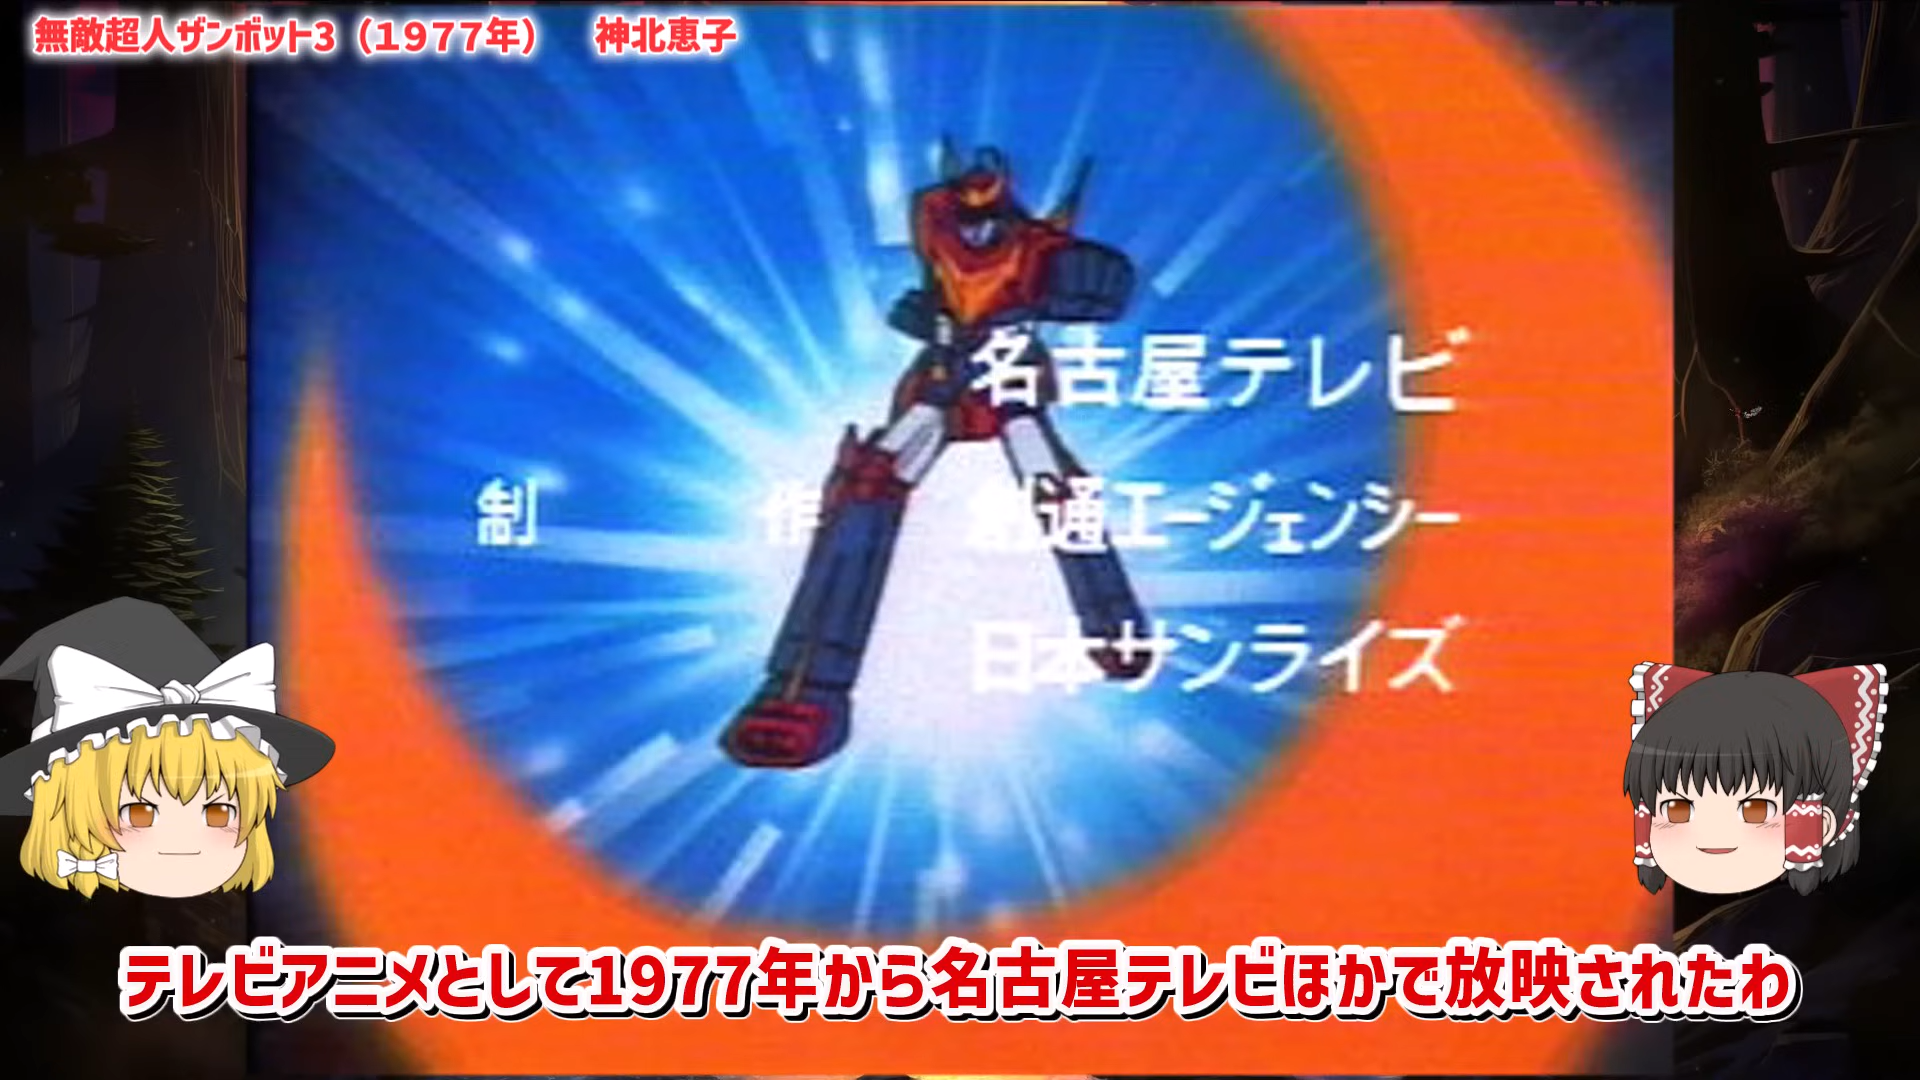 無敵超人ザンボット3（1977年）　神北恵子
名古屋テレビ
制作 創通エージェンシー
日本サンライズ
テレビアニメとして1977年から名古屋テレビほかで放映されたわ